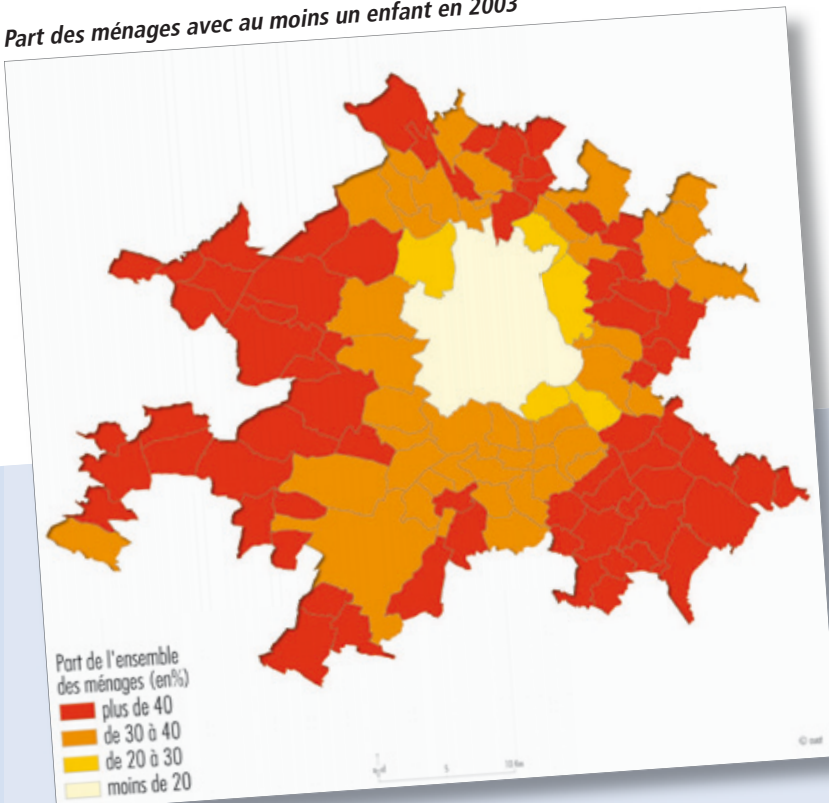 Part des ménages avec au moins un enfant en 2003
Part de l'ensemble
des ménages (en%)
plus de 40
de 30 à 40
de 20 à 30
moins de 20
5
10 Km
©